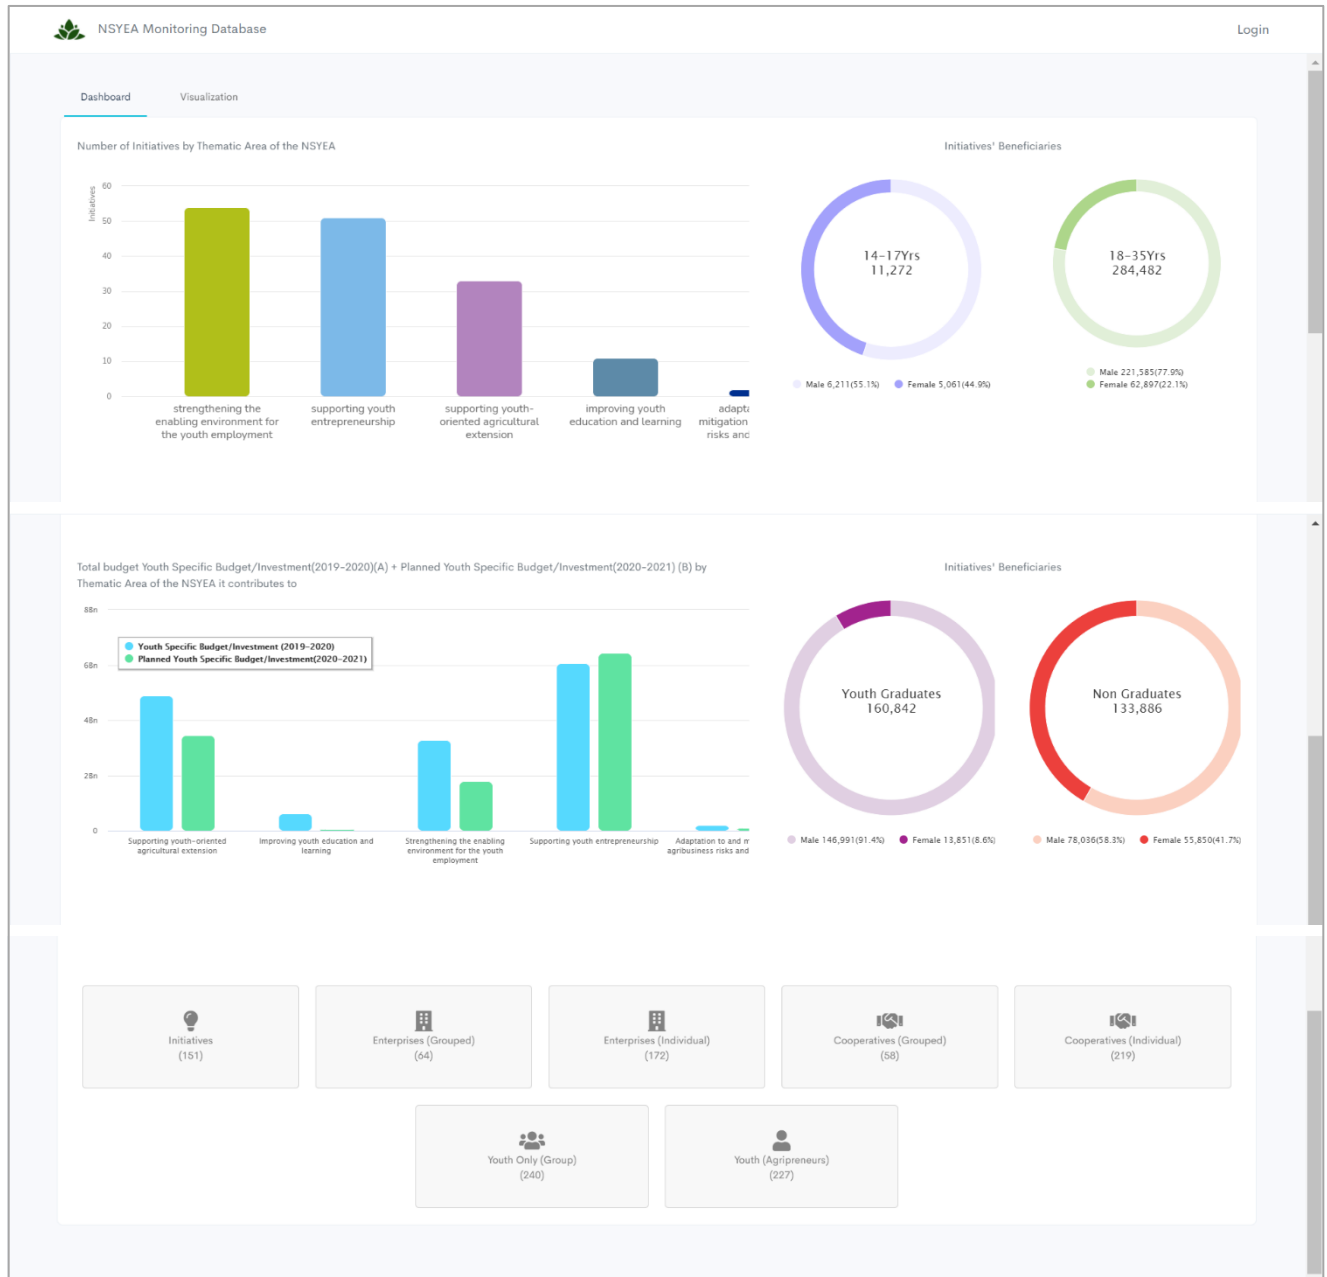 NSYEA Monitoring Database
Login
Dashboard
Visualization
Number of Initiatives by Thematic Area of the NSYEA
Initiatives
60
50
40
30
20
10
0
strengthening the
enabling environment for
the youth employment
supporting youth
entrepreneurship
supporting youth-
oriented agricultural
extension
improving youth
education and learning
adapta
mitigation
risks and
Initiatives' Beneficiaries
14-17Yrs
11,272
Male 6,211(55.1%)
Female 5,061(44.9%)
18-35Yrs
284,482
Male 221,585(77.9%)
Female 62,897(22.1%)
Total budget Youth Specific Budget/Investment(2019-2020)(A) + Planned Youth Specific Budget/Investment(2020-2021) (B) by
Thematic Area of the NSYEA it contributes to
8Bn
6Bn
4Bn
2Bn
0
Youth Specific Budget/Investment (2019-2020)
Planned Youth Specific Budget/Investment(2020-2021)
Supporting youth-oriented
agricultural extension
Improving youth education and
learning
Strengthening the enabling
environment for the youth
employment
Supporting youth entrepreneurship
Adaptation to and m
agribusiness risks and
Initiatives' Beneficiaries
Youth Graduates
160,842
Male 146,991(91.4%)
Female 13,851(8.6%)
Non Graduates
133,886
Male 78,036(58.3%)
Female 55,850(41.7%)
Initiatives
(151)
Enterprises (Grouped)
(64)
Enterprises (Individual)
(172)
Cooperatives (Grouped)
(58)
Cooperatives (Individual)
(219)
Youth Only (Group)
(240)
Youth (Agripreneurs)
(227)